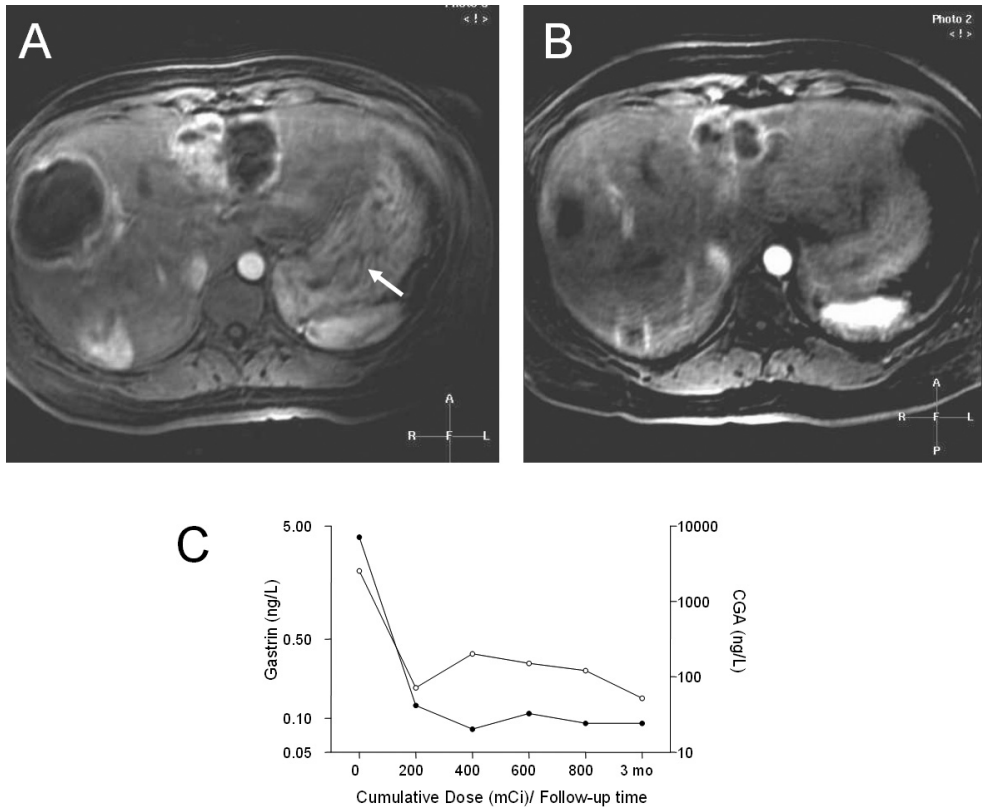 A
< ! >
A
R F L
B
Photo 2
< ! >
A
R F L
P
C
Gastrin (ng/L)
5.00
0.50
0.10
0.05
10000
1000
100
10
CGA (ng/L)
0 200 400 600 800 3 mo
Cumulative Dose (mCi)/ Follow-up time